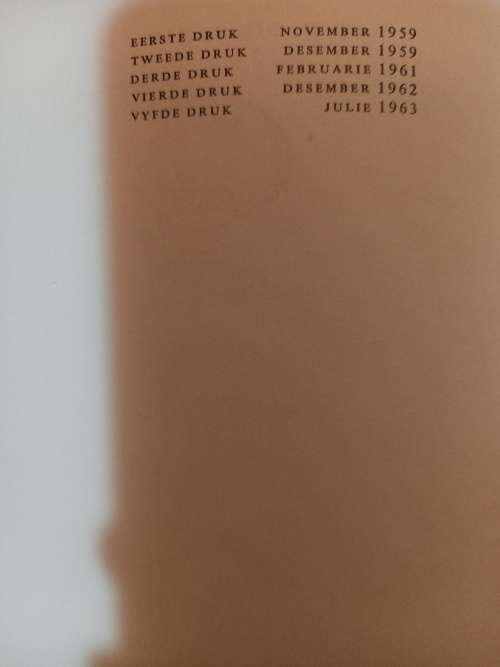 EERSTE DRUK NOVEMBER 1959
TWEEDE DRUK DESEMBER 1959
DERDE DRUK FEBRUARIE 1961
VIERDE DRUK DESEMBER 1962
VYFDE DRUK JULIE 1963